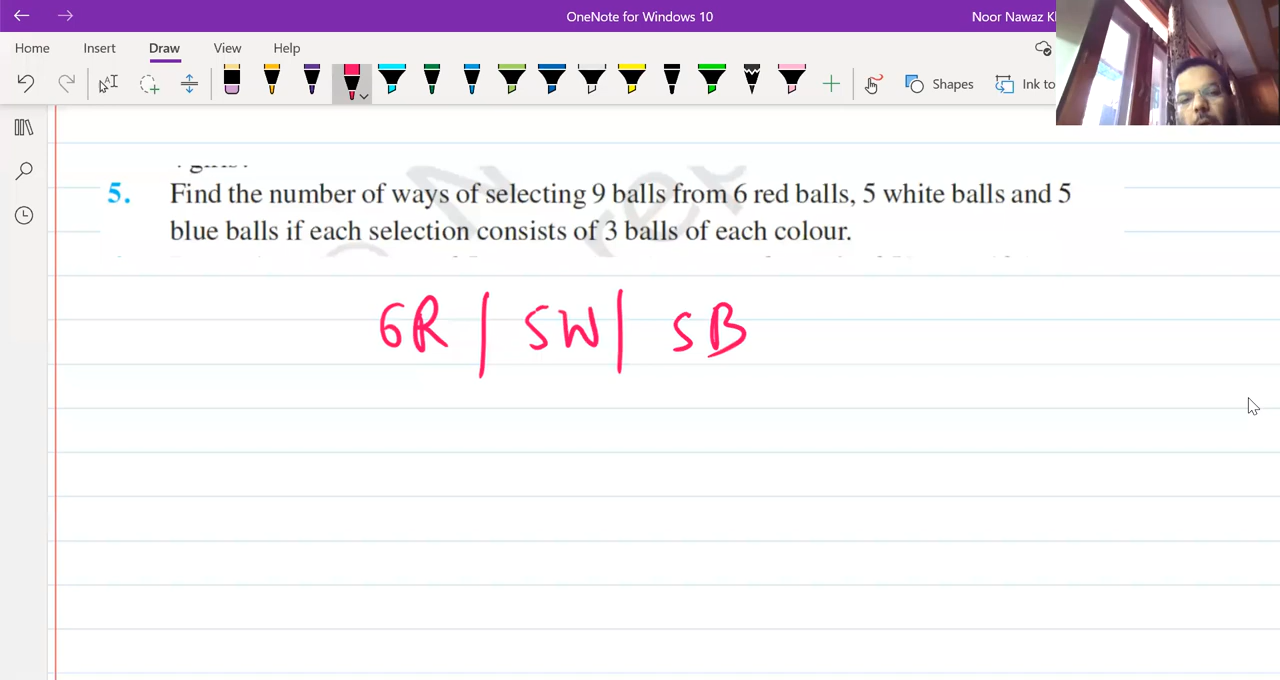 OneNote for Windows 10
Noor Nawaz
Home Insert Draw View Help
Shapes Ink to
5. Find the number of ways of selecting 9 balls from 6 red balls, 5 white balls and 5
blue balls if each selection consists of 3 balls of each colour.
6R | 5W | 5B